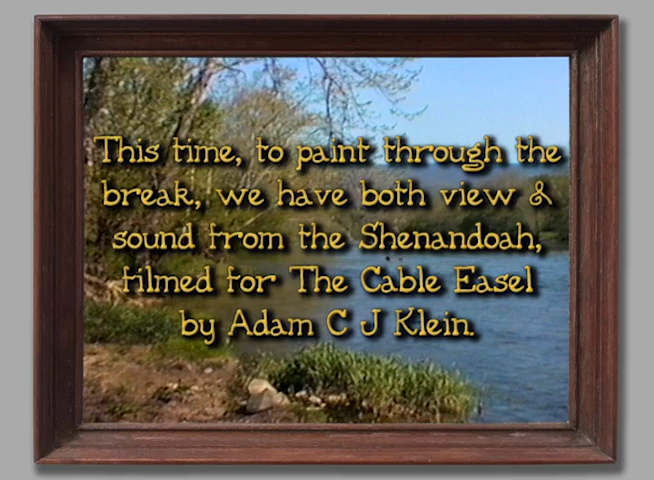 This time, to paint through the
break, we have both view &
sound from the Shenandoah,
filmed for The Cable Easel
by Adam C J Klein.